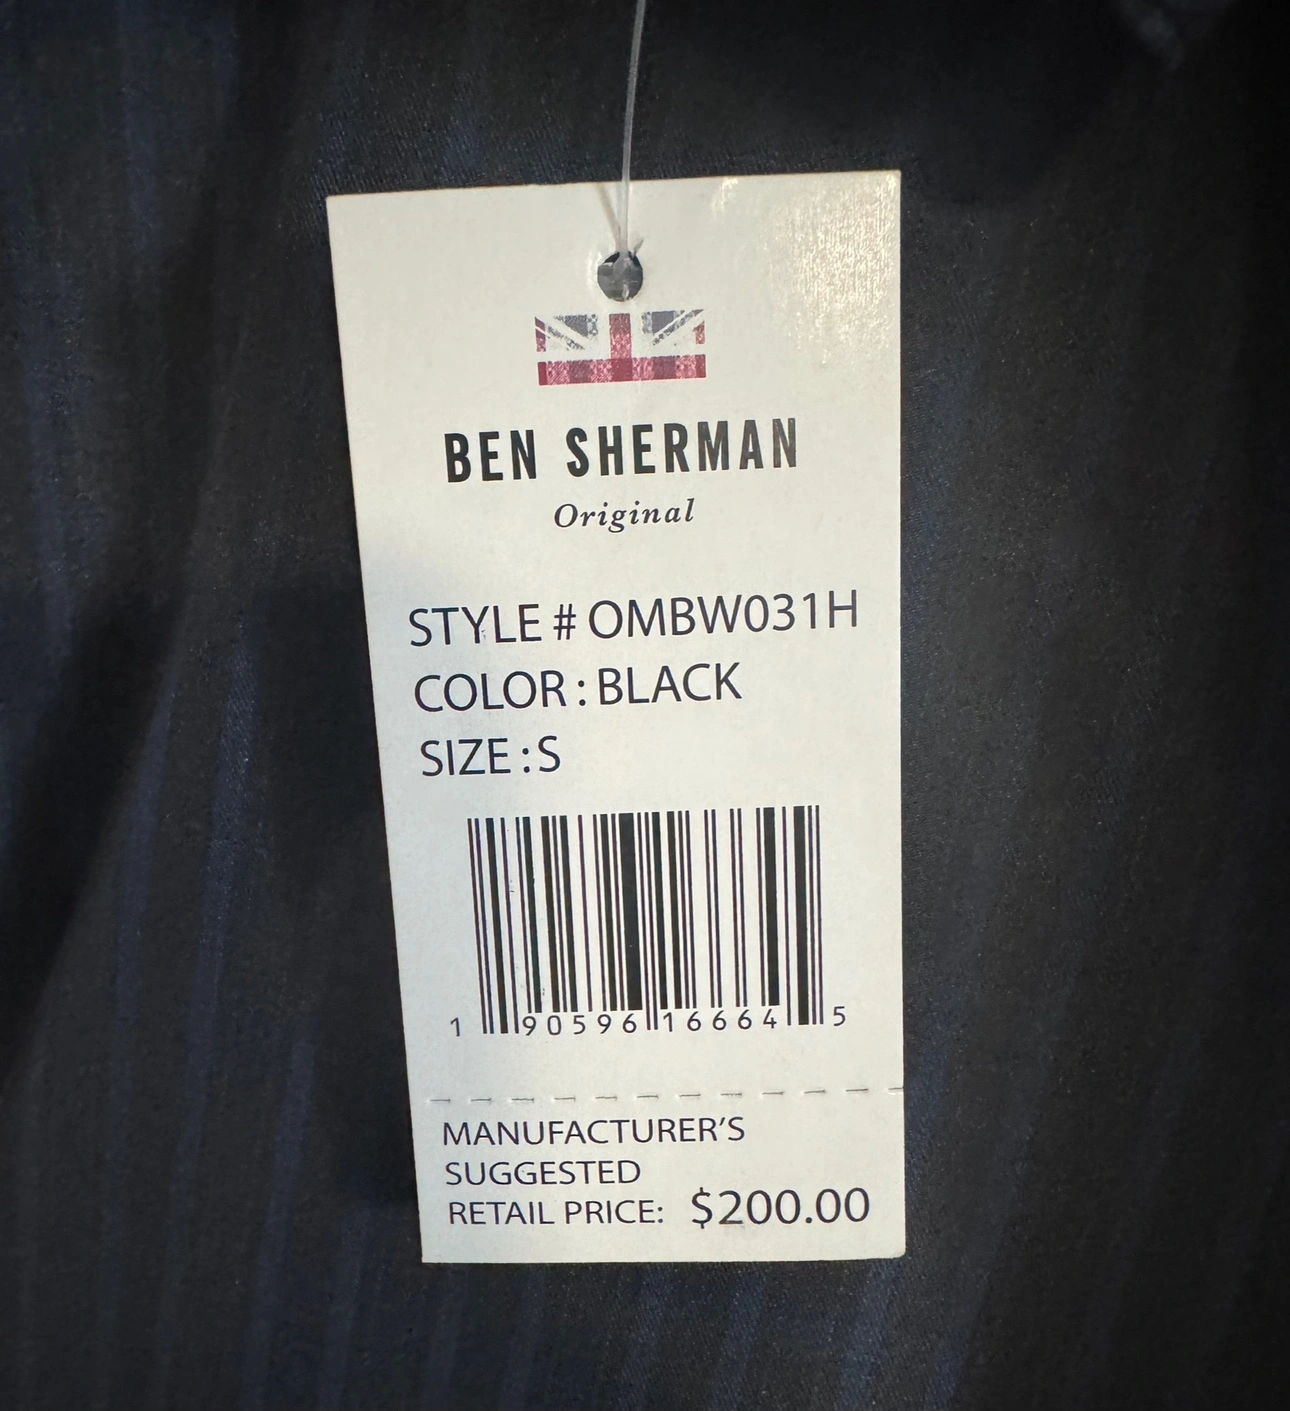 BEN SHERMAN
Original
STYLE # OMBW031H
COLOR : BLACK
SIZE : S
1 90596 16664 5
MANUFACTURER'S
SUGGESTED
RETAIL PRICE: $200.00